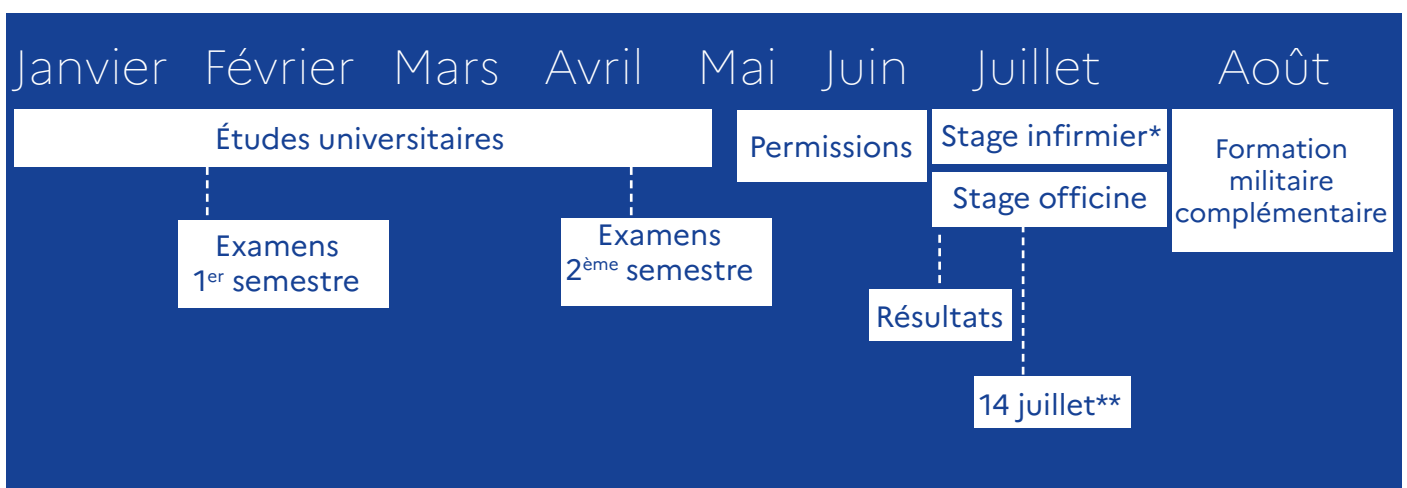 Janvier Février Mars Avril Mai Juin Juillet Août
Études universitaires
Permissions
Stage infirmier*
Stage officine
Formation
militaire
complémentaire
Examens
1er semestre
Examens
2ème semestre
Résultats
14 juillet**